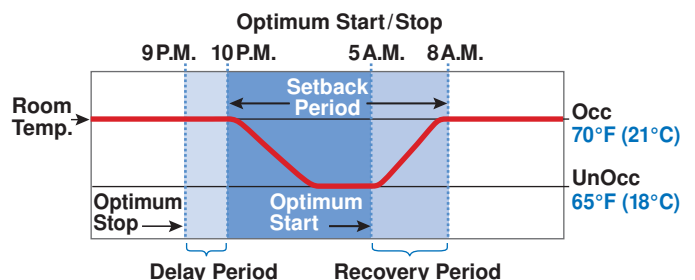 Optimum Start/Stop
9 P.M. 10 P.M. 5 A.M. 8 A.M.
Setback
Period
Room
Temp.
Occ
70°F (21°C)
UnOcc
65°F (18°C)
Optimum
Stop
Optimum
Start
Delay Period Recovery Period